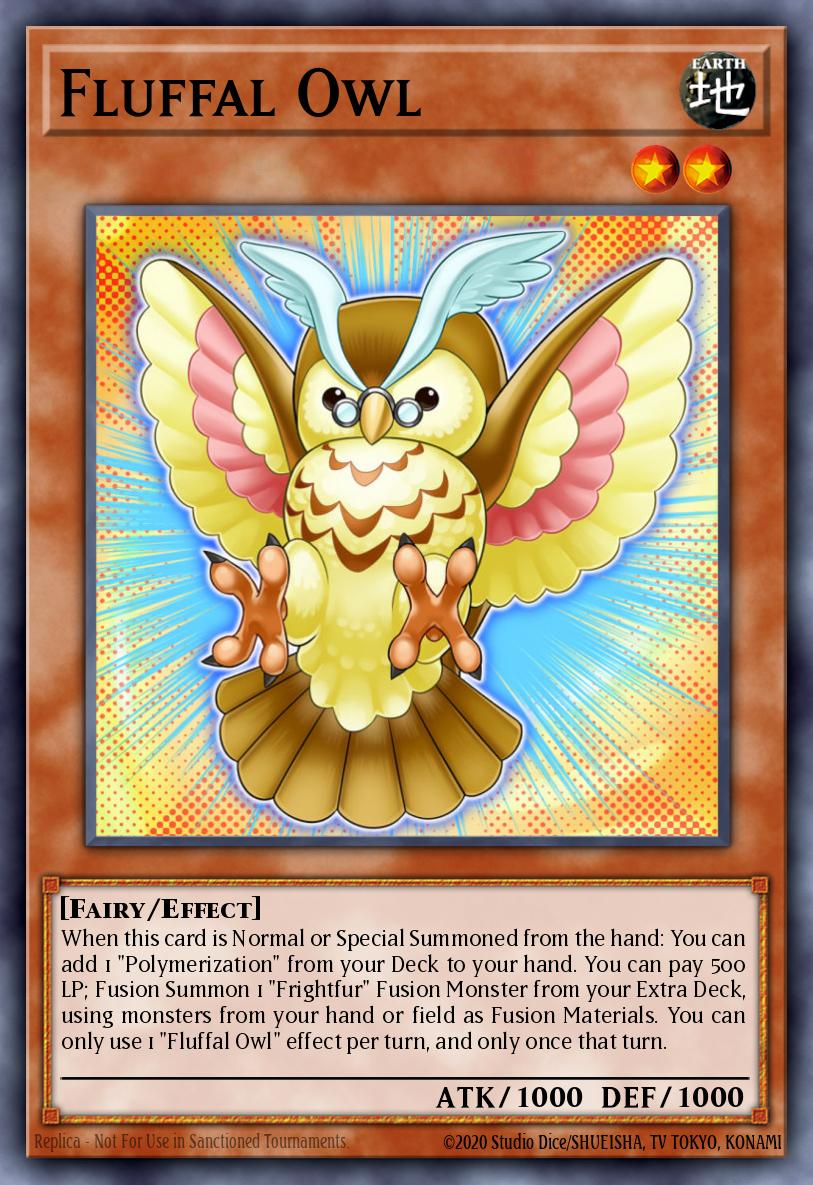 Fluffal Owl
EARTH
地
[Fairy/Effect]
When this card is Normal or Special Summoned from the hand: You can
add 1 "Polymerization" from your Deck to your hand. You can pay 500
LP; Fusion Summon 1 "Frightfur" Fusion Monster from your Extra Deck,
using monsters from your hand or field as Fusion Materials. You can
only use 1 "Fluffal Owl" effect per turn, and only once that turn.
ATK/1000 DEF/1000
Replica - Not For Use in Sanctioned Tournaments.
©2020 Studio Dice/SHUEISHA, TV TOKYO, KONAMI